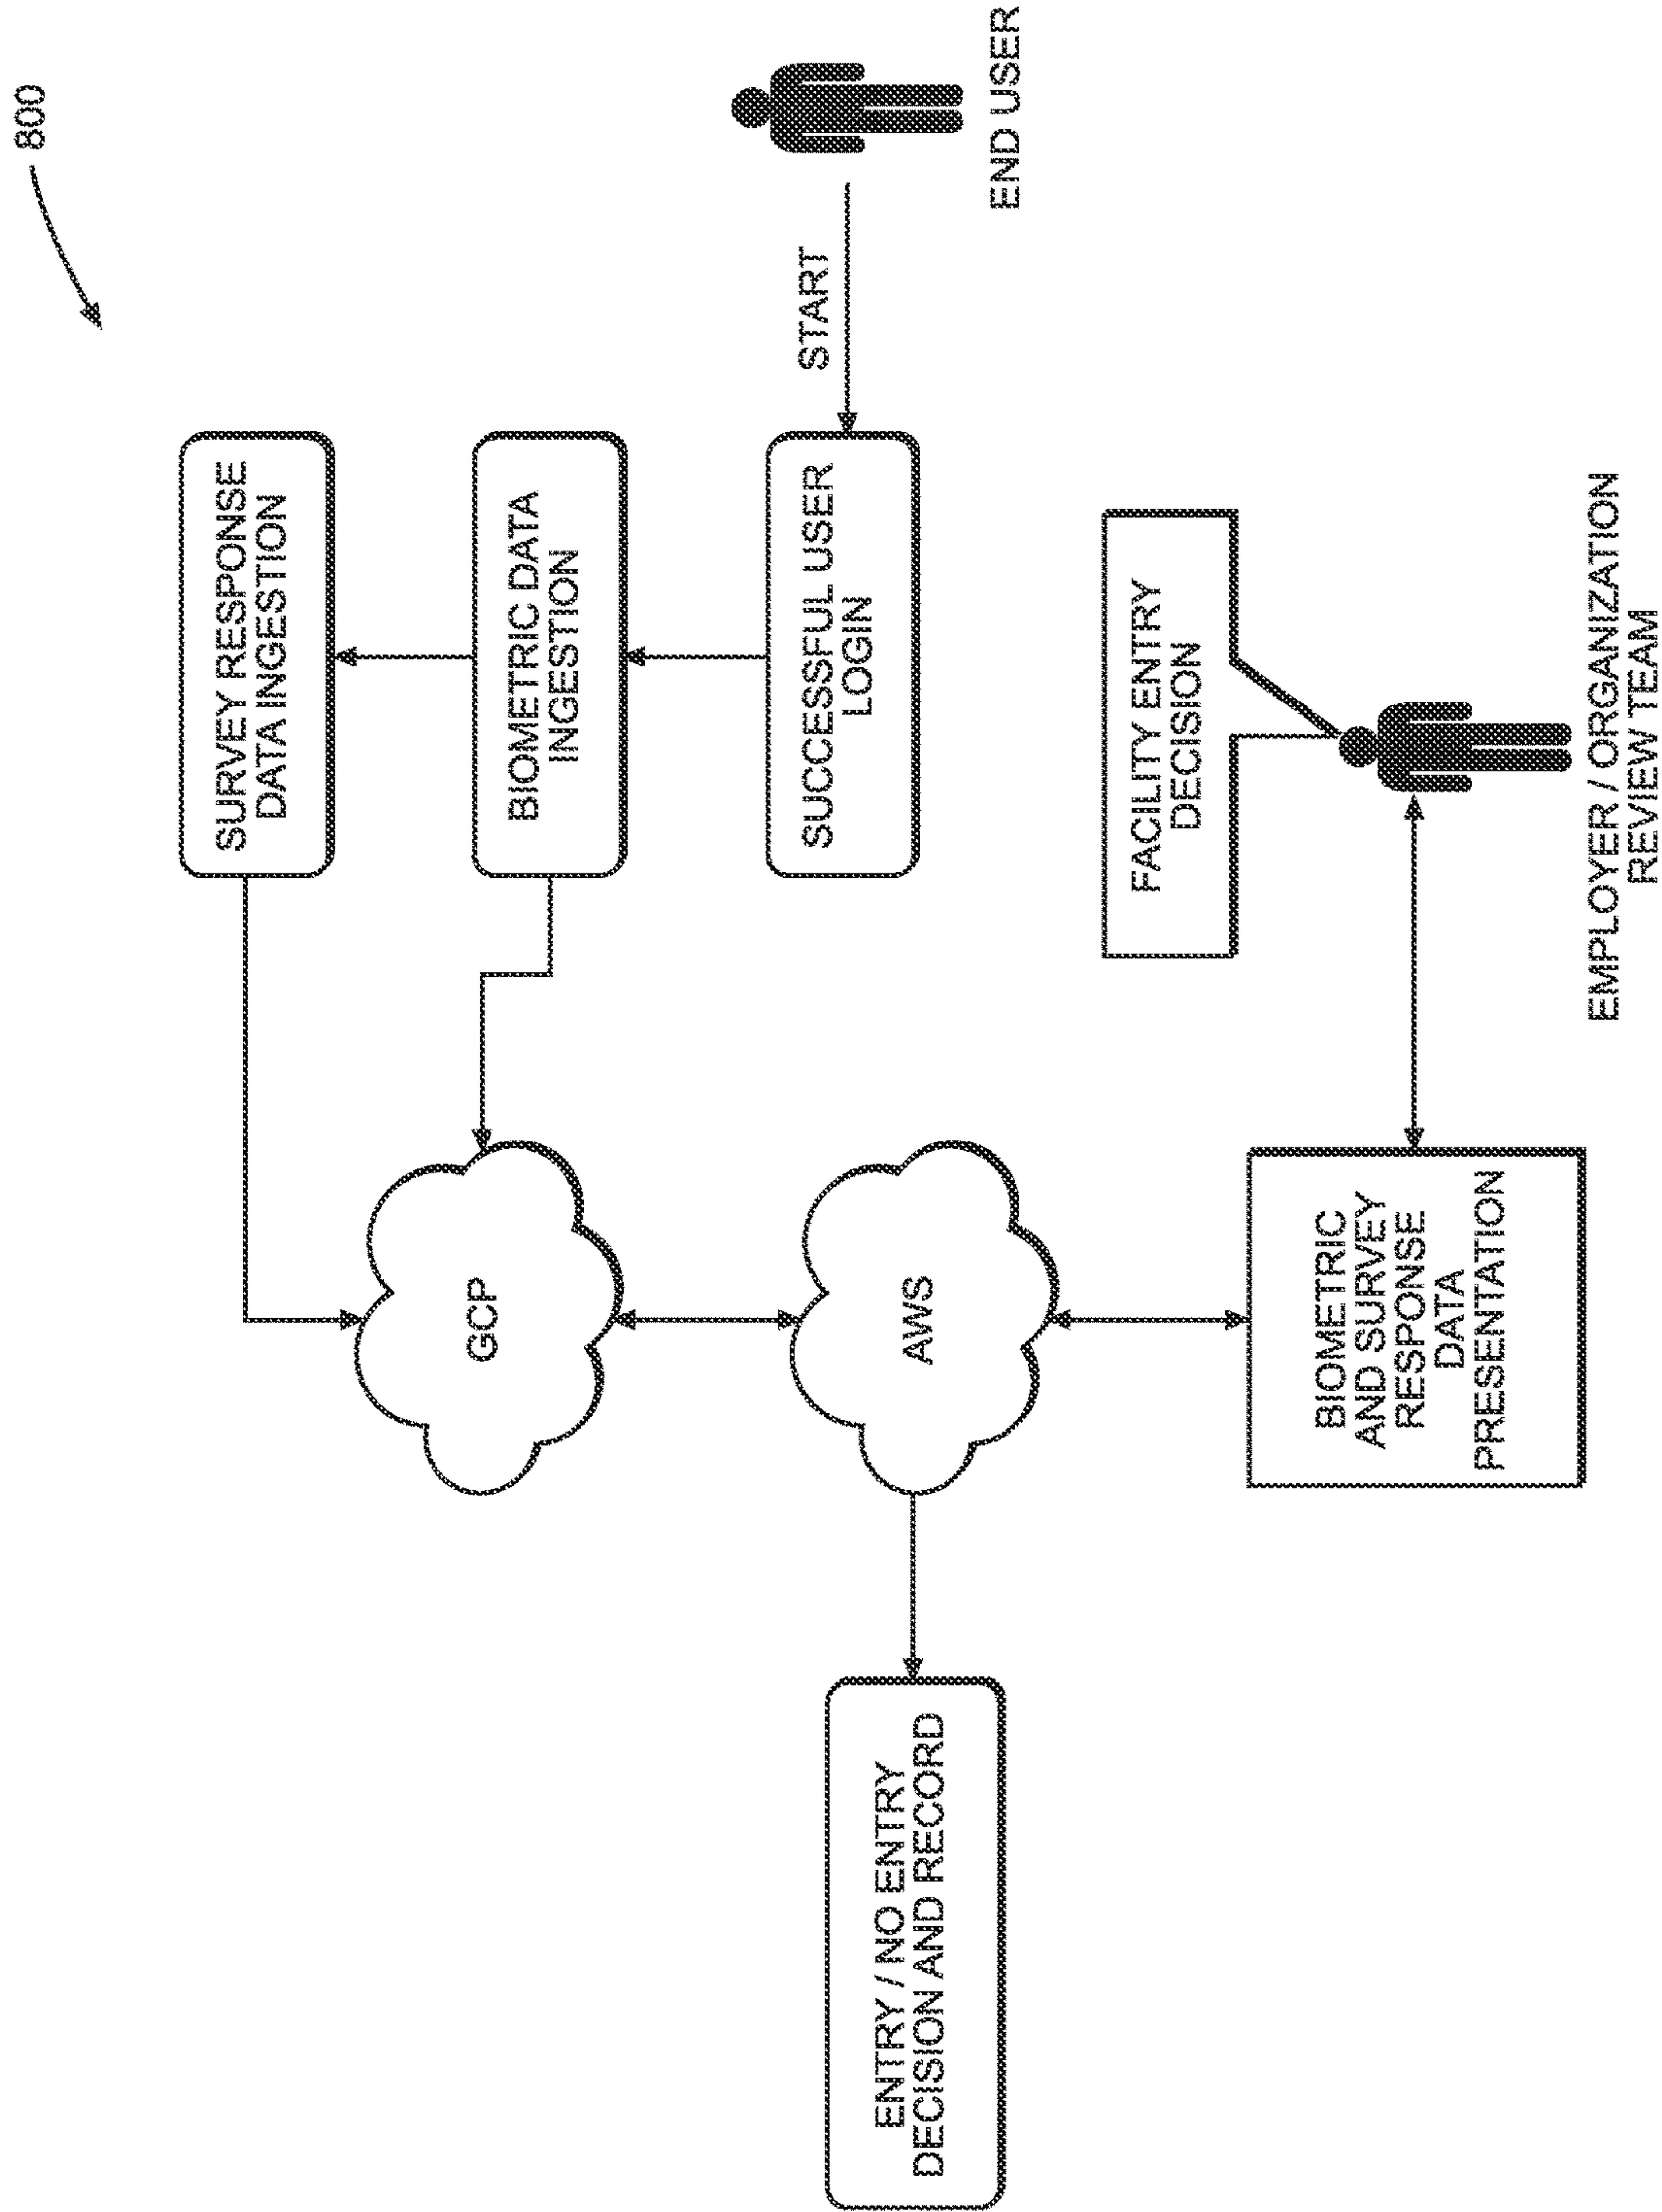 800
SURVEY RESPONSE
DATA INGESTION
BIOMETRIC DATA
INGESTION
SUCCESSFUL USER
LOGIN
START
END USER
GCP
AWS
FACILITY ENTRY
DECISION
EMPLOYER / ORGANIZATION
REVIEW TEAM
BIOMETRIC
AND SURVEY
RESPONSE
DATA
PRESENTATION
ENTRY / NO ENTRY
DECISION AND RECORD